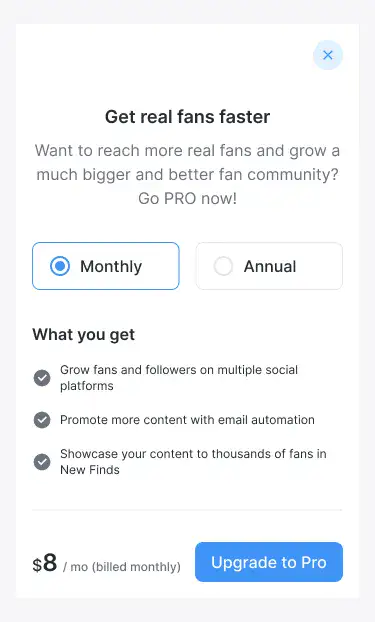 Get real fans faster
Want to reach more real fans and grow a
much bigger and better fan community?
Go PRO now!
Monthly
Annual
What you get
Grow fans and followers on multiple social
platforms
Promote more content with email automation
Showcase your content to thousands of fans in
New Finds
$8 / mo (billed monthly)
Upgrade to Pro